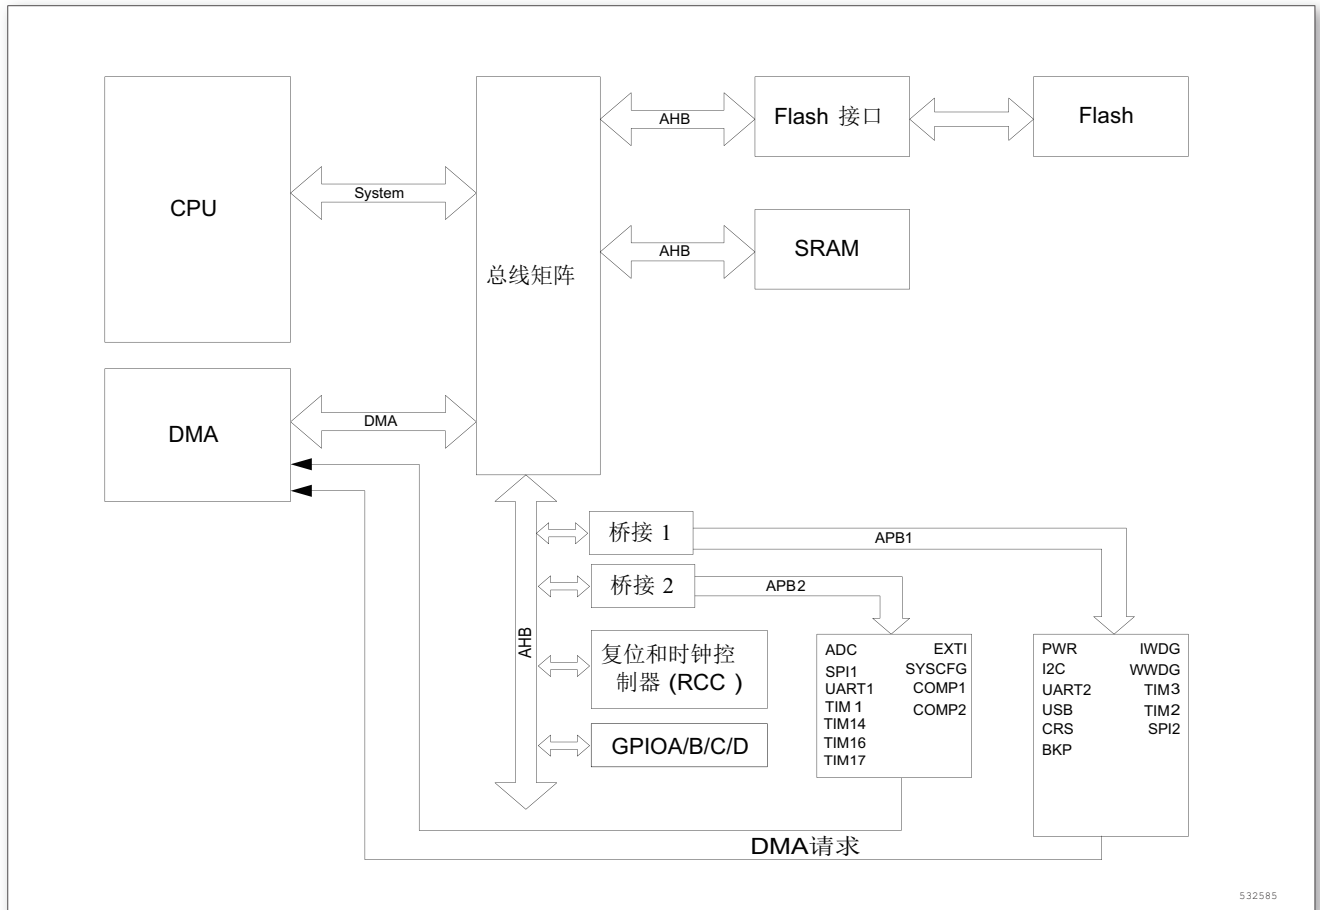 CPU
System
总线矩阵
AHB
Flash 接口
Flash
AHB
SRAM
DMA
DMA
AHB
桥接 1
APB1
桥接 2
APB2
复位和时钟控
制器 (RCC )
GPIOA/B/C/D
ADC
SPI1
UART1
TIM 1
TIM14
TIM16
TIM17
EXTI
SYSCFG
COMP1
COMP2
PWR
I2C
UART2
USB
CRS
BKP
IWDG
WWDG
TIM3
TIM2
SPI2
DMA请求
532585